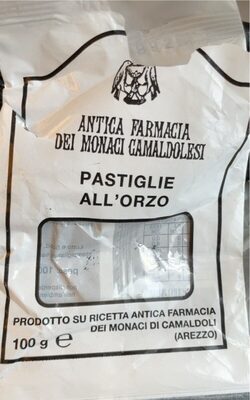 ANTICA FARMACIA
DEI MONACI CAMALDOLESI
PASTIGLIE
ALL'ORZO
PRODOTTO SU RICETTA ANTICA FARMACIA
DEI MONACI DI CAMALDOLI
(AREZZO)
100 g ℮